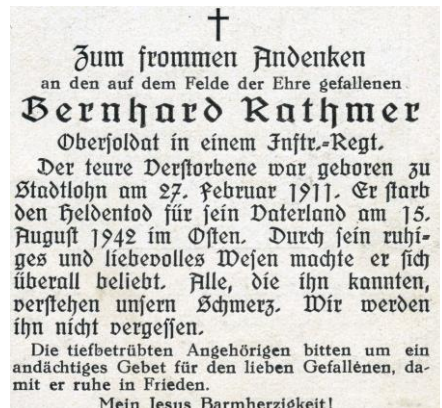 Zum frommen Andenken
an den auf dem Felde der Ehre gefallenen
Bernhard Rathmer
Obersoldat in einem Inftr.-Regt.
Der teure Verstorbene war geboren zu
Stadtlohn am 27. Februar 1911. Er starb
den Heldentod für sein Vaterland am 15.
August 1942 im Osten. Durch sein ruhi-
ges und liebevolles Wesen machte er sich
überall beliebt. Alle, die ihn kannten,
verstehen unsern Schmerz. Wir werden
ihn nicht vergessen.
Die tiefbetrübten Angehörigen bitten um ein
andächtiges Gebet für den lieben Gefallenen, da-
mit er ruhe in Frieden.
Mein Jesus Barmherzigkeit!